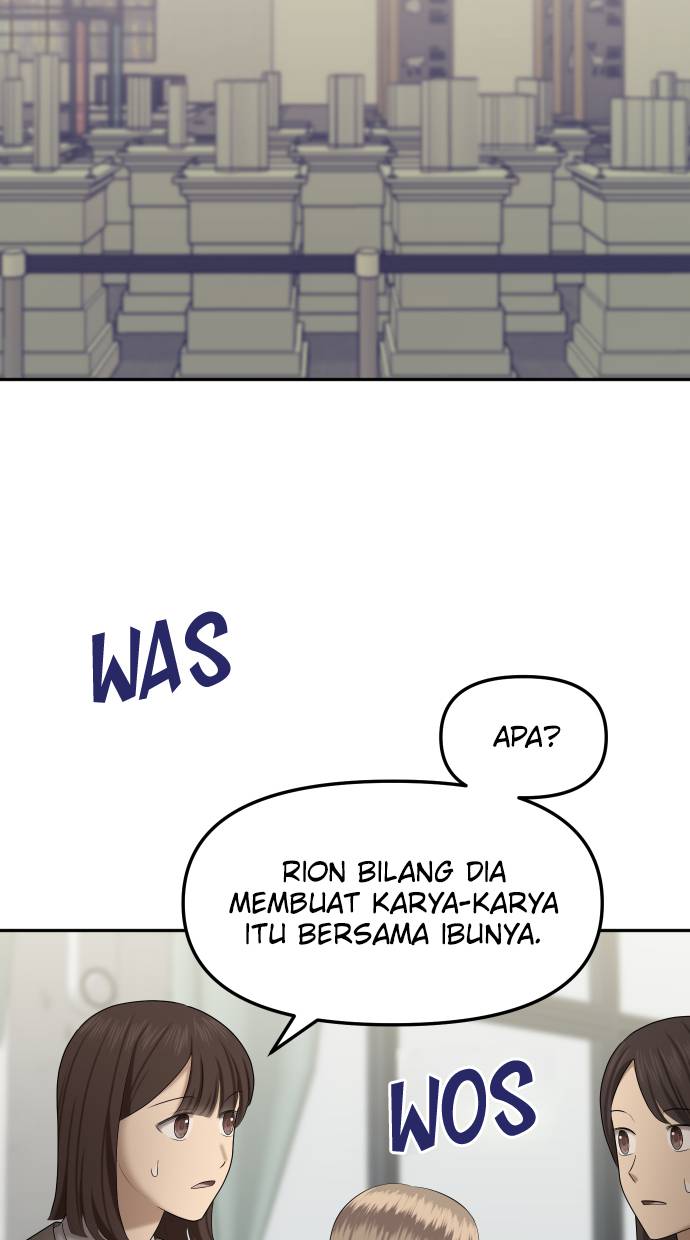 WAS
APA?
RION BILANG DIA
MEMBUAT KARYA-KARYA
ITU BERSAMA IBUNYA.
WOS